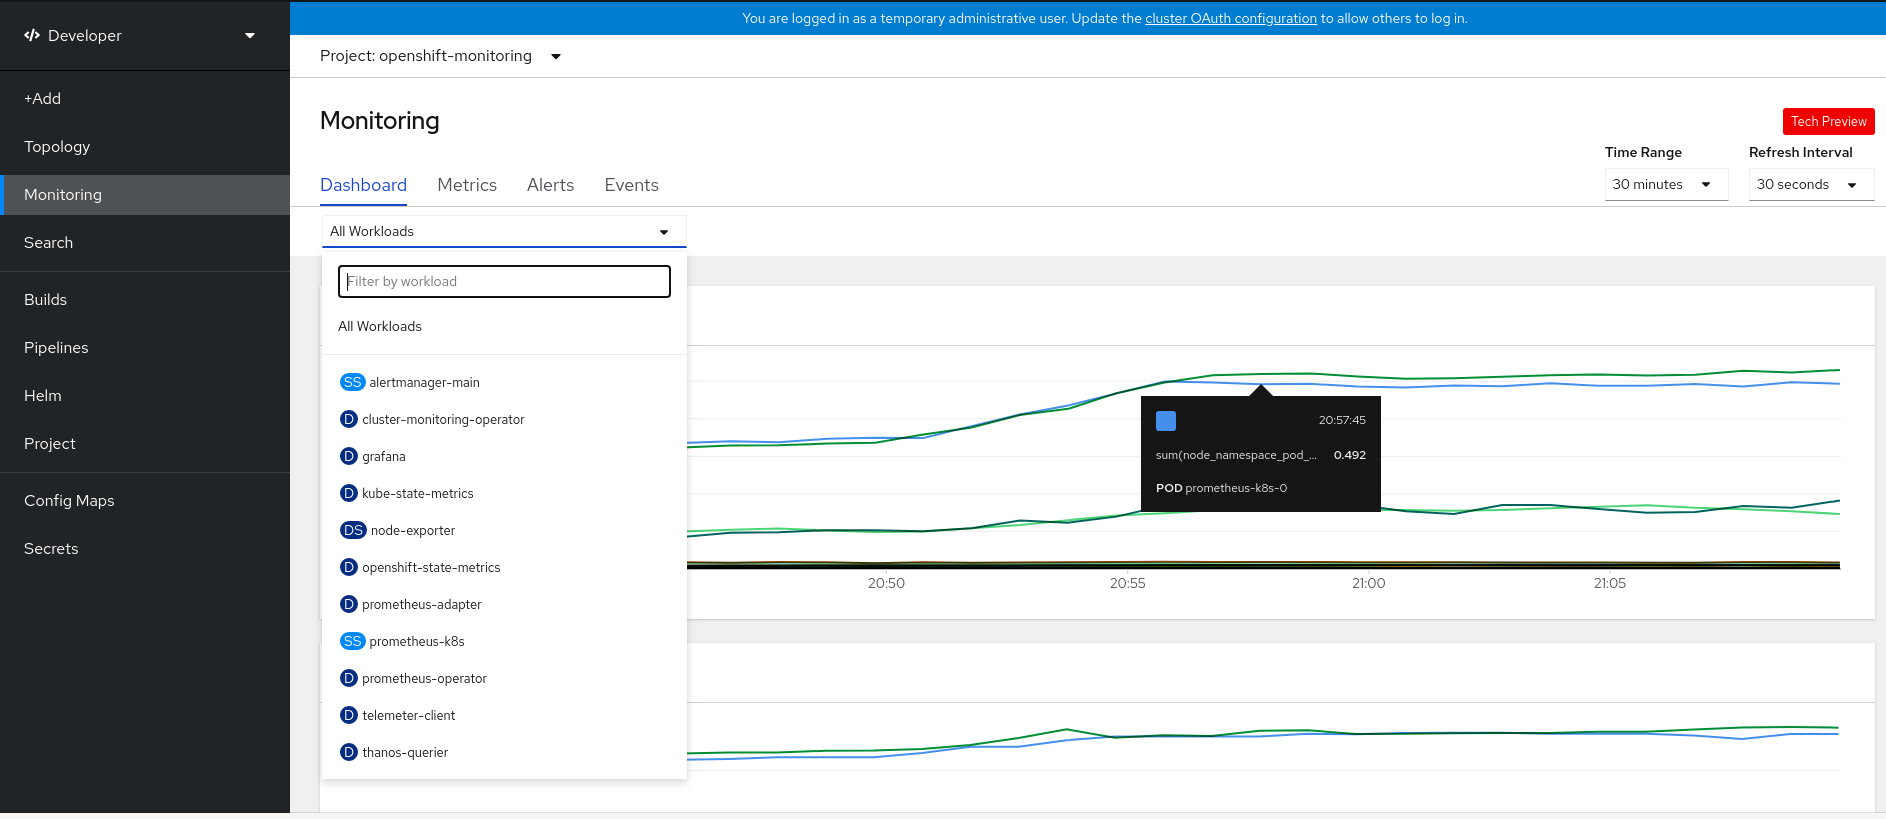 You are logged in as a temporary administrative user. Update the cluster OAuth configuration to allow others to log in.
Developer
+Add
Topology
Monitoring
Search
Builds
Pipelines
Helm
Project
Config Maps
Secrets
Project: openshift-monitoring
Monitoring
Tech Preview
Time Range
Refresh Interval
30 minutes
30 seconds
Dashboard Metrics Alerts Events
All Workloads
Filter by workload
All Workloads
SS alertmanager-main
D cluster-monitoring-operator
D grafana
D kube-state-metrics
DS node-exporter
D openshift-state-metrics
D prometheus-adapter
SS prometheus-k8s
D prometheus-operator
D telemeter-client
D thanos-querier
20:57:45
sum(node_namespace_pod_... 0.492
POD prometheus-k8s-0
20:50 20:55 21:00 21:05